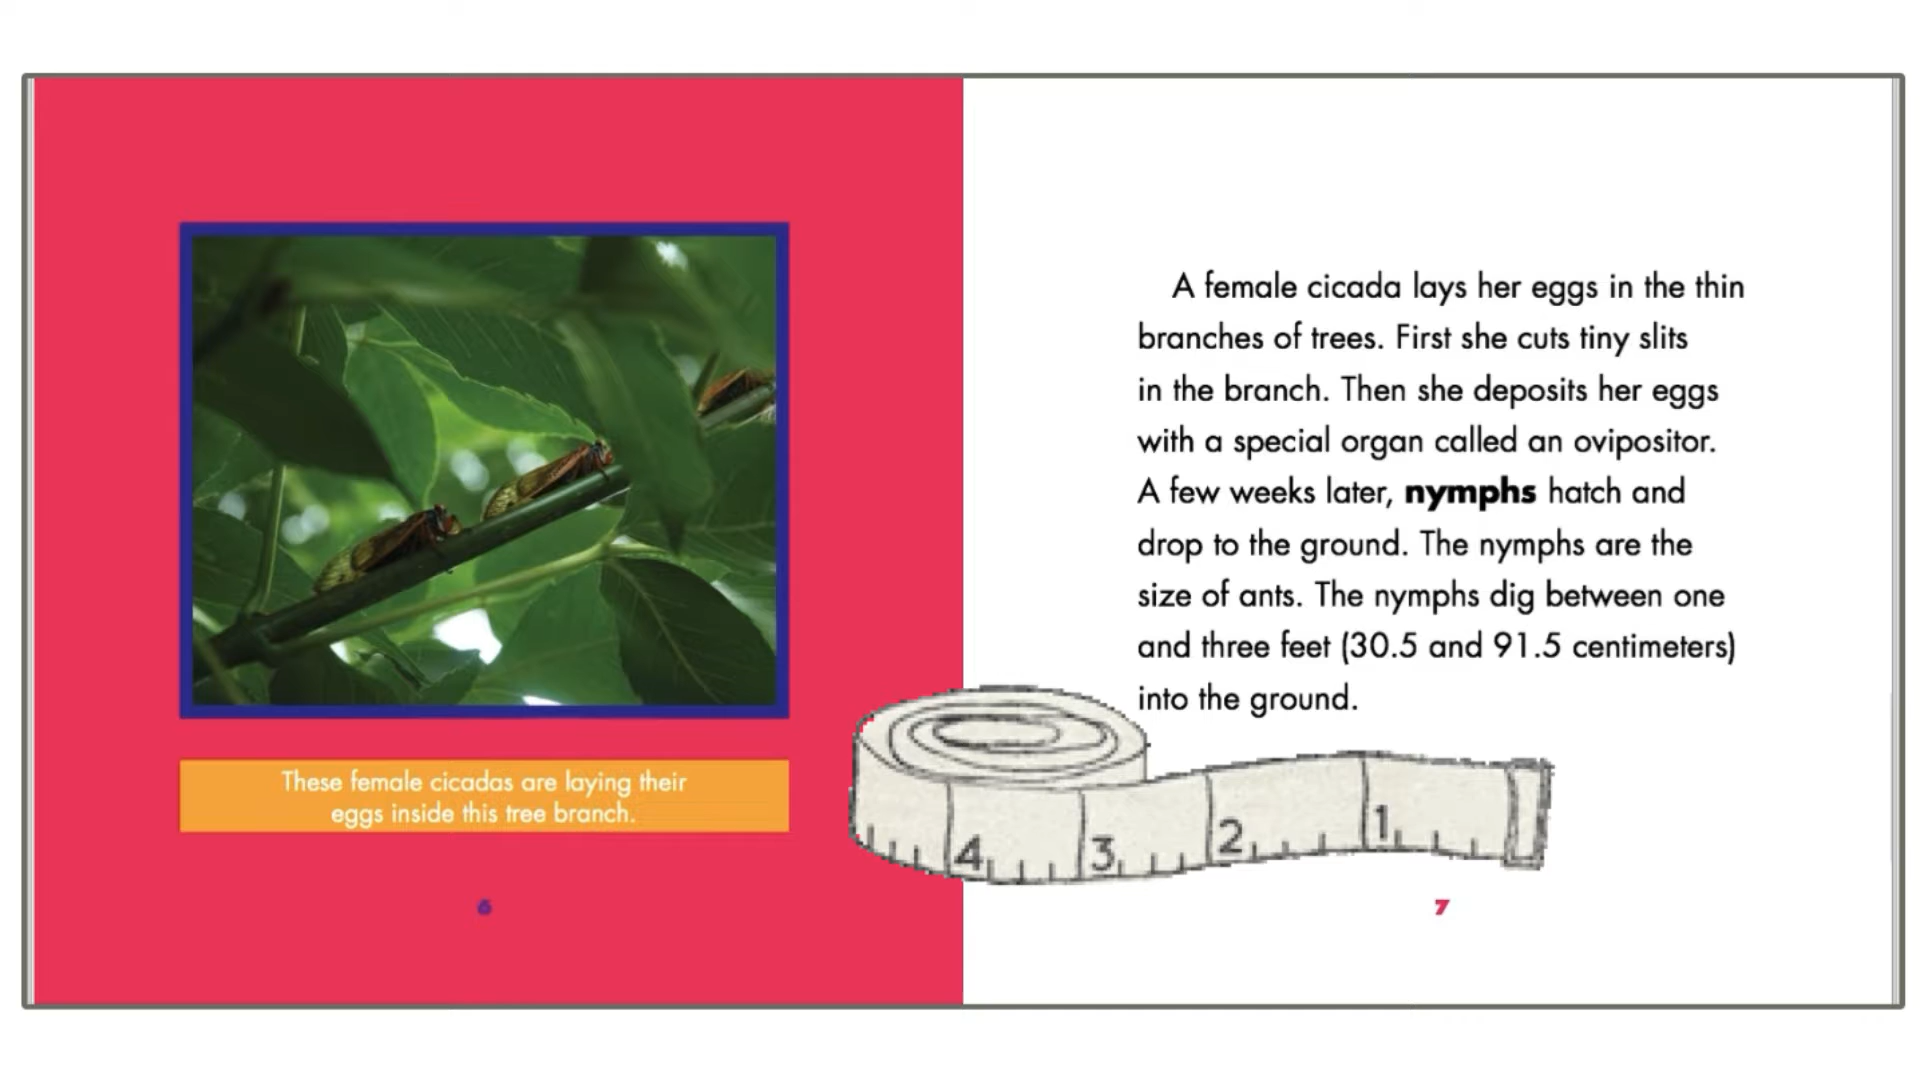 These female cicadas are laying their
eggs inside this tree branch.
6
A female cicada lays her eggs in the thin
branches of trees. First she cuts tiny slits
in the branch. Then she deposits her eggs
with a special organ called an ovipositor.
A few weeks later, nymphs hatch and
drop to the ground. The nymphs are the
size of ants. The nymphs dig between one
and three feet (30.5 and 91.5 centimeters)
into the ground.
4 3 2 1
7